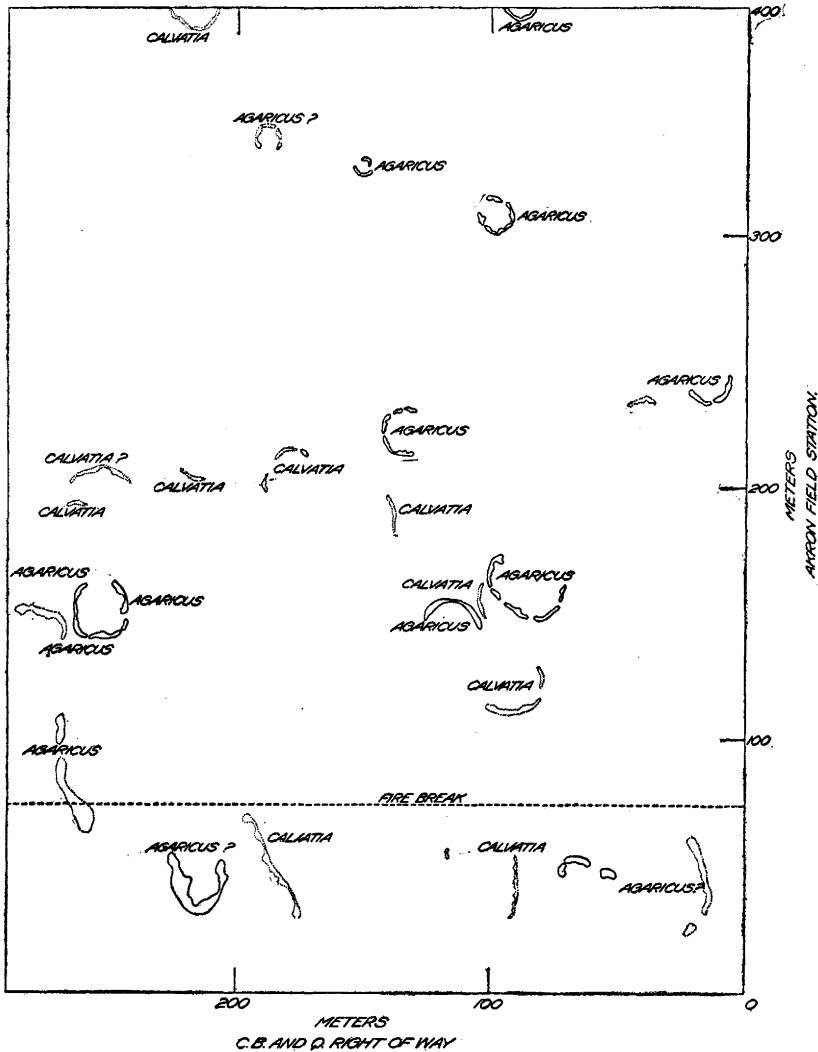 400
CALVATIA
AGARICUS
AGARICUS ?
AGARICUS
AGARICUS
300
AGARICUS
AGARICUS
CALVATIA ?
CALVATIA
CALVATIA
200
CALVATIA
CALVATIA
METERS
AKRON FIELD STATION.
AGARICUS
AGARICUS
CALVATIA
AGARICUS
AGARICUS
AGARICUS
CALVATIA
AGARICUS
100
FIRE BREAK
AGARICUS ?
CALVATIA
CALVATIA
AGARICUS?
200
100
0
METERS
C.B. AND Q. RIGHT OF WAY